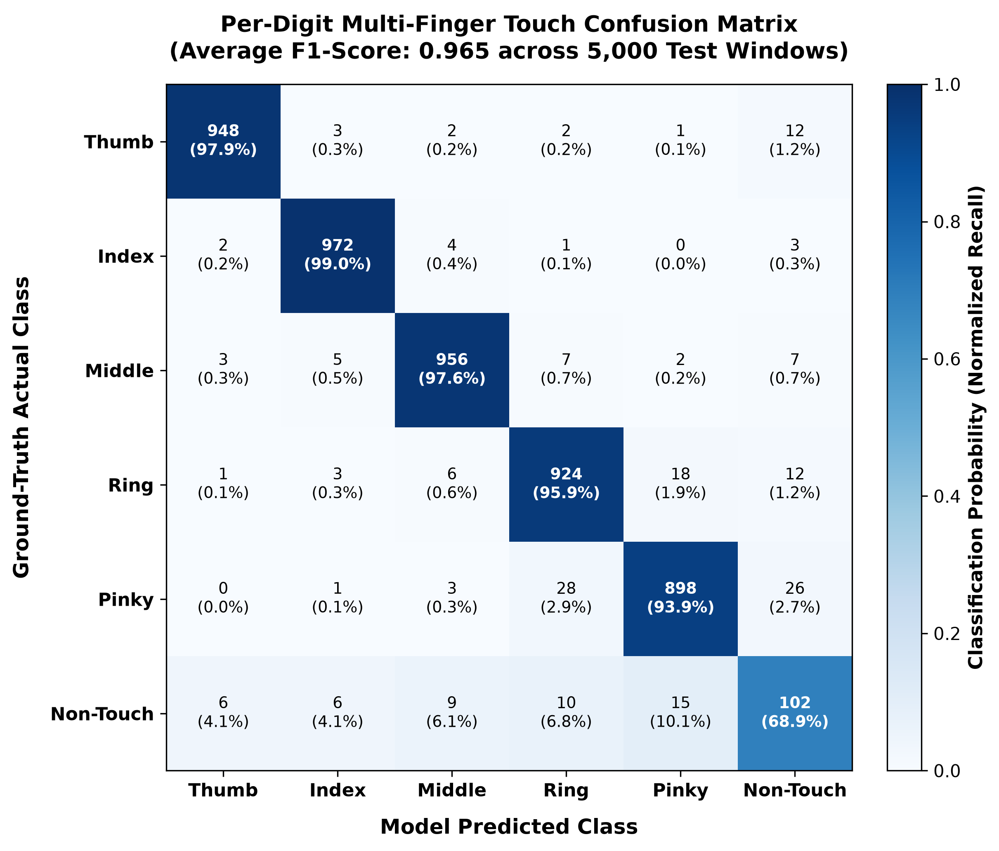 Per-Digit Multi-Finger Touch Confusion Matrix
(Average F1-Score: 0.965 across 5,000 Test Windows)
Ground-Truth Actual Class
Thumb
948 3 2 2 1 12
(97.9%) (0.3%) (0.2%) (0.2%) (0.1%) (1.2%)
Index
2 972 4 1 0 3
(0.2%) (99.0%) (0.4%) (0.1%) (0.0%) (0.3%)
Middle
3 5 956 7 2 7
(0.3%) (0.5%) (97.6%) (0.7%) (0.2%) (0.7%)
Ring
1 3 6 924 18 12
(0.1%) (0.3%) (0.6%) (95.9%) (1.9%) (1.2%)
Pinky
0 1 3 28 898 26
(0.0%) (0.1%) (0.3%) (2.9%) (93.9%) (2.7%)
Non-Touch
6 6 9 10 15 102
(4.1%) (4.1%) (6.1%) (6.8%) (10.1%) (68.9%)
Thumb Index Middle Ring Pinky Non-Touch
Model Predicted Class
1.0
0.8
0.6
0.4
0.2
0.0
Classification Probability (Normalized Recall)